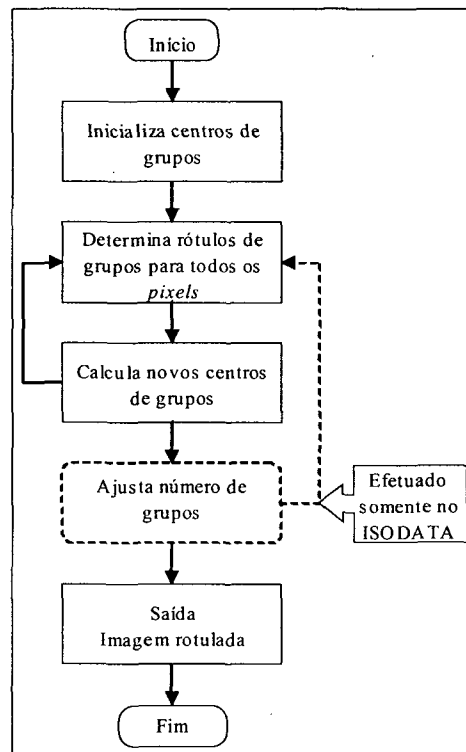 Início
Inicializa centros de
grupos
Determina rótulos de
grupos para todos os
pixels
Calcula novos centros
de grupos
Ajusta número de
grupos
Efetuado
somente no
ISODATA
Saída
Imagem rotulada
Fim